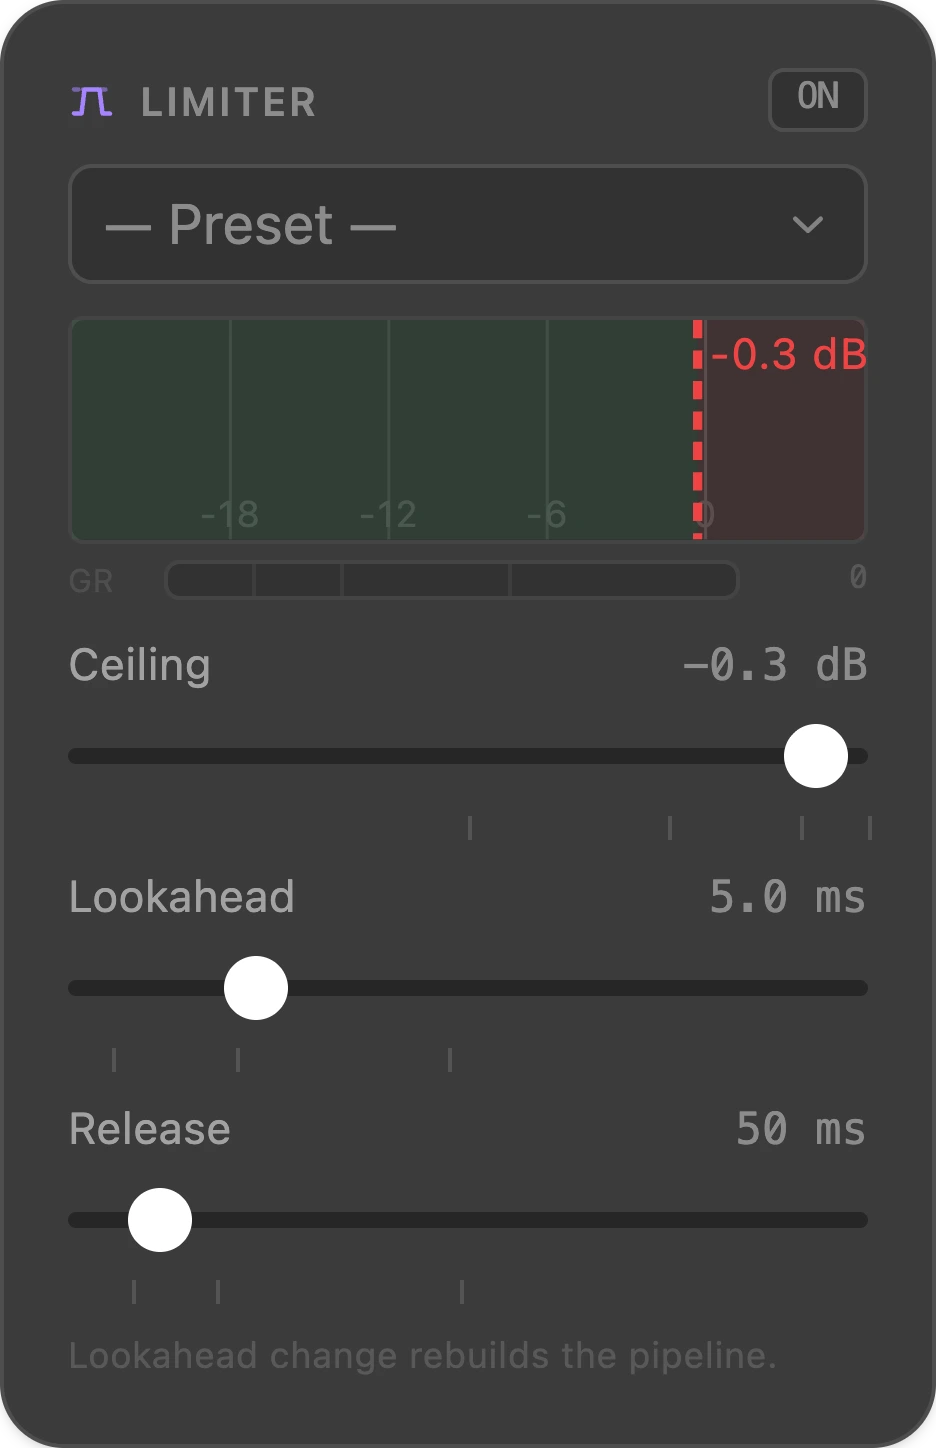 LIMITER
ON
— Preset —
-0.3 dB
-18 -12 -6 0
GR 0
Ceiling −0.3 dB
Lookahead 5.0 ms
Release 50 ms
Lookahead change rebuilds the pipeline.